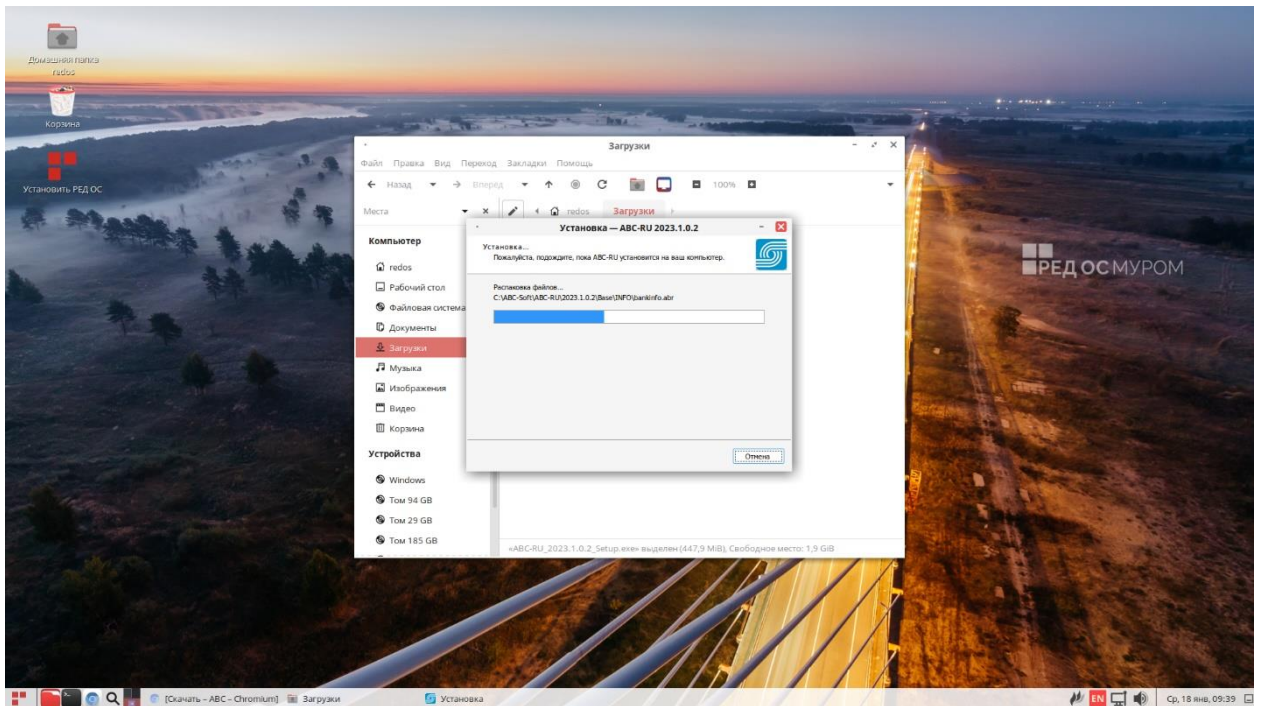 Домашняя папка
redos
Корзина
Установить РЕД ОС
Загрузки
Файл Правка Вид Переход Закладки Помощь
Назад Вперед 100%
Места redos Загрузки
Компьютер
redos
Рабочий стол
Файловая система
Документы
Загрузки
Музыка
Изображения
Видео
Корзина
Устройства
Windows
Том 94 GB
Том 29 GB
Том 185 GB
«ABC-RU_2023.1.0.2_Setup.exe» выделен (447,9 MiB), Свободное место: 1,9 GiB
Установка — ABC-RU 2023.1.0.2
Установка...
Пожалуйста, подождите, пока ABC-RU установится на ваш компьютер.
Распаковка файлов...
C:\ABC-Soft\ABC-RU\2023.1.0.2\Base\INFO\bankinfo.abr
Отмена
РЕД ОС МУРОМ
[Скачать – ABC – Chromium] Загрузки Установка EN Ср, 18 янв, 09:39